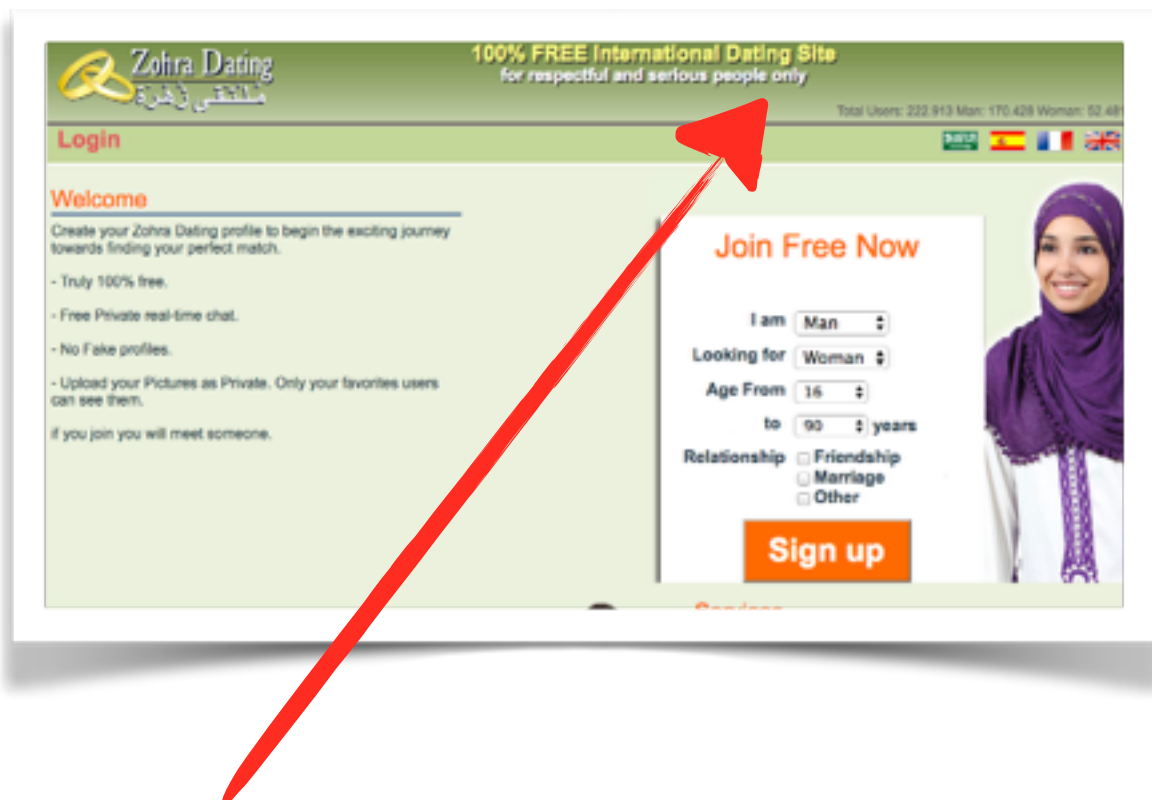 Zohra Dating
ملتقى زهرة
100% FREE International Dating Site
for respectful and serious people only
Total Users: 222.913 Man: 170.428 Woman: 52.481
Login
Welcome
Create your Zohra Dating profile to begin the exciting journey
towards finding your perfect match.
- Truly 100% free.
- Free Private real-time chat.
- No Fake profiles.
- Upload your Pictures as Private. Only your favorites users
can see them.
if you join you will meet someone.
Join Free Now
I am Man
Looking for Woman
Age From 16
to 90 years
Relationship Friendship
Marriage
Other
Sign up